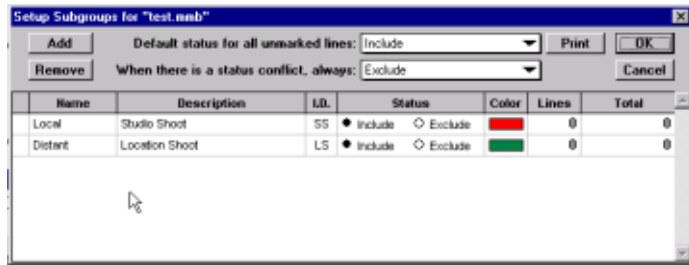 Setup Subgroups for "test.mmb"
Add Default status for all unmarked lines: Include Print OK
Remove When there is a status conflict, always: Exclude Cancel
Name Description I.D. Status Color Lines Total
Local Studio Shoot SS Include Exclude 0 0
Distant Location Shoot LS Include Exclude 0 0